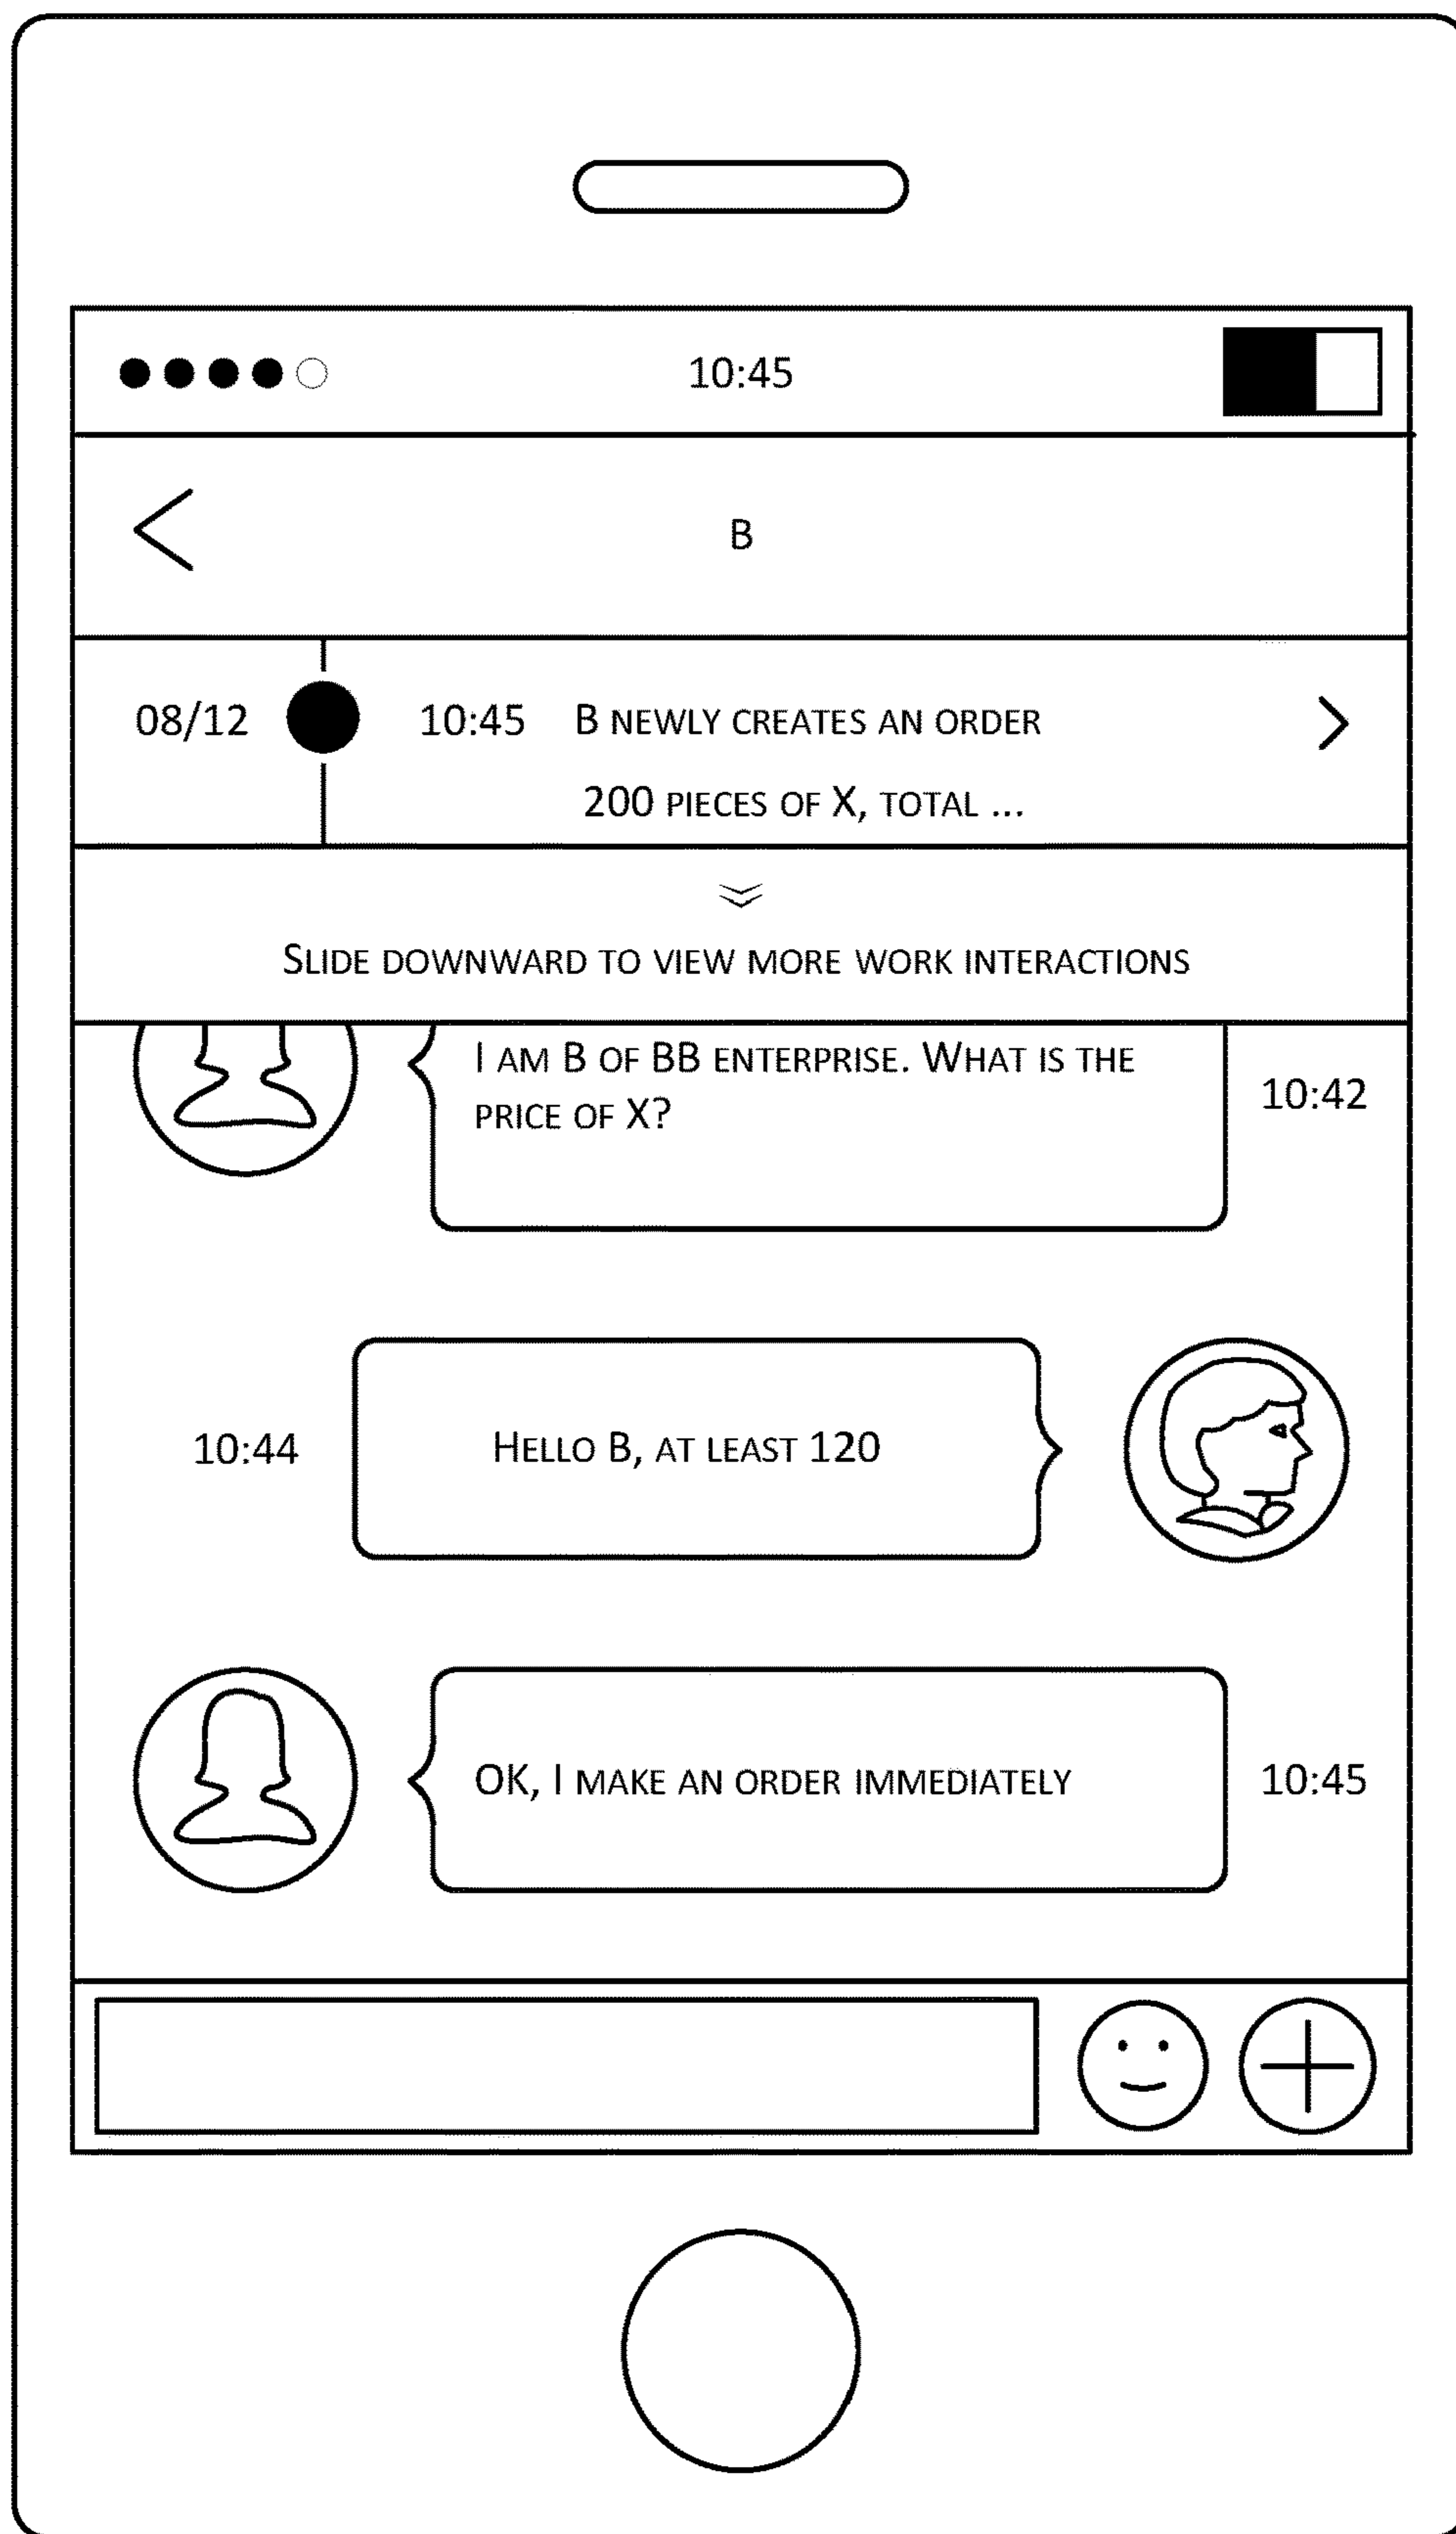 10:45
B
08/12 10:45 B NEWLY CREATES AN ORDER
200 PIECES OF X, TOTAL ...
SLIDE DOWNWARD TO VIEW MORE WORK INTERACTIONS
I AM B OF BB ENTERPRISE. WHAT IS THE
PRICE OF X?
10:42
10:44
HELLO B, AT LEAST 120
OK, I MAKE AN ORDER IMMEDIATELY
10:45